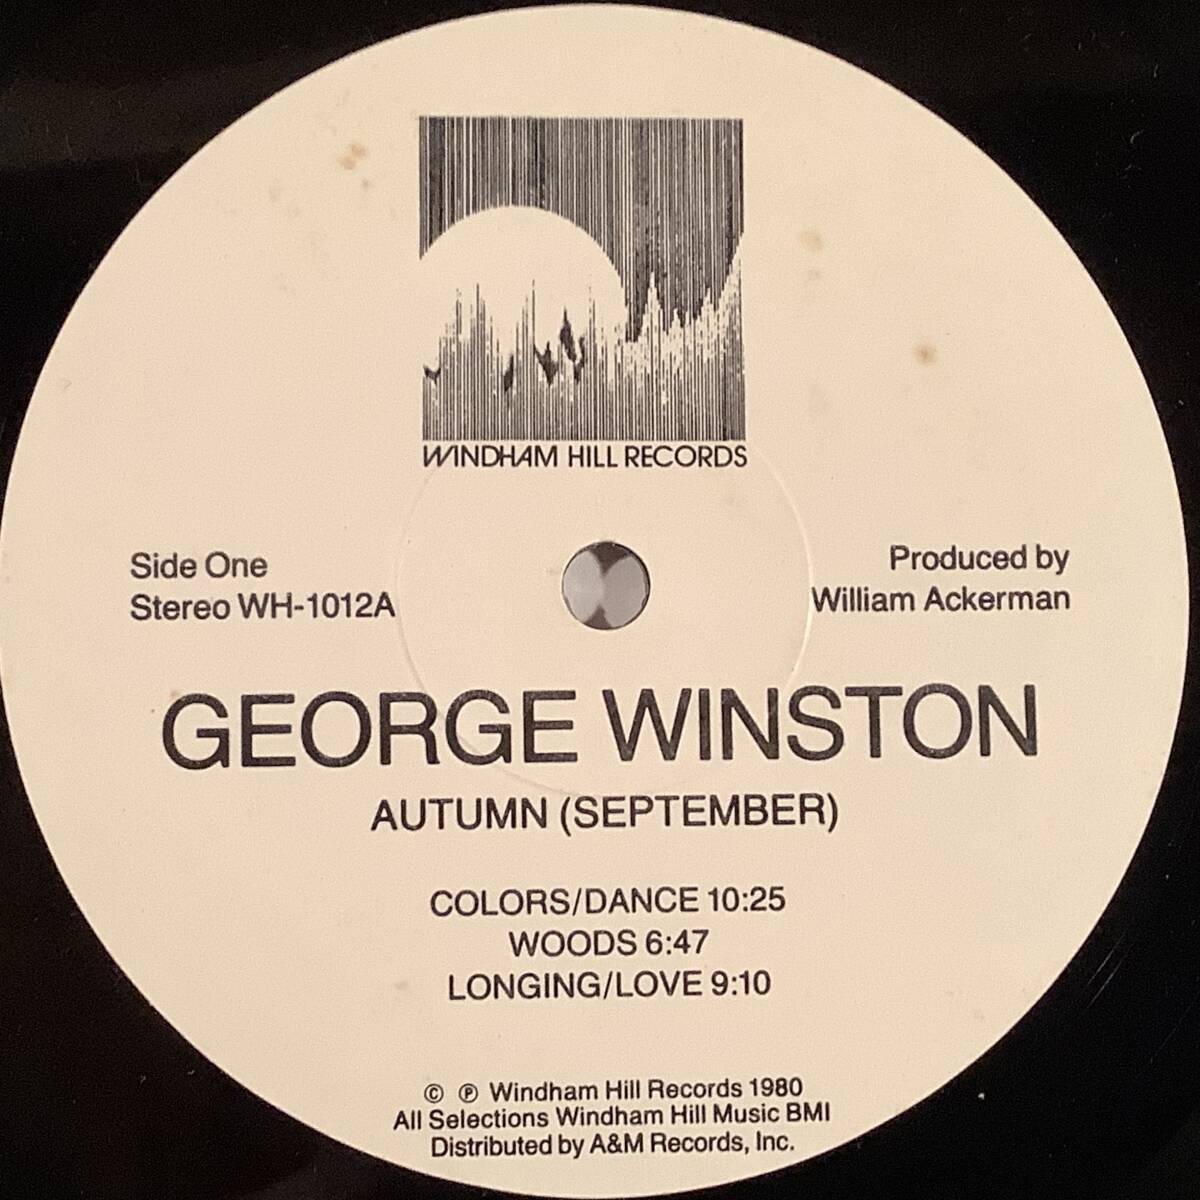 WINDHAM HILL RECORDS
Side One
Stereo WH-1012A
Produced by
William Ackerman
GEORGE WINSTON
AUTUMN (SEPTEMBER)
COLORS/DANCE 10:25
WOODS 6:47
LONGING/LOVE 9:10
© ℗ Windham Hill Records 1980
All Selections Windham Hill Music BMI
Distributed by A&M Records, Inc.